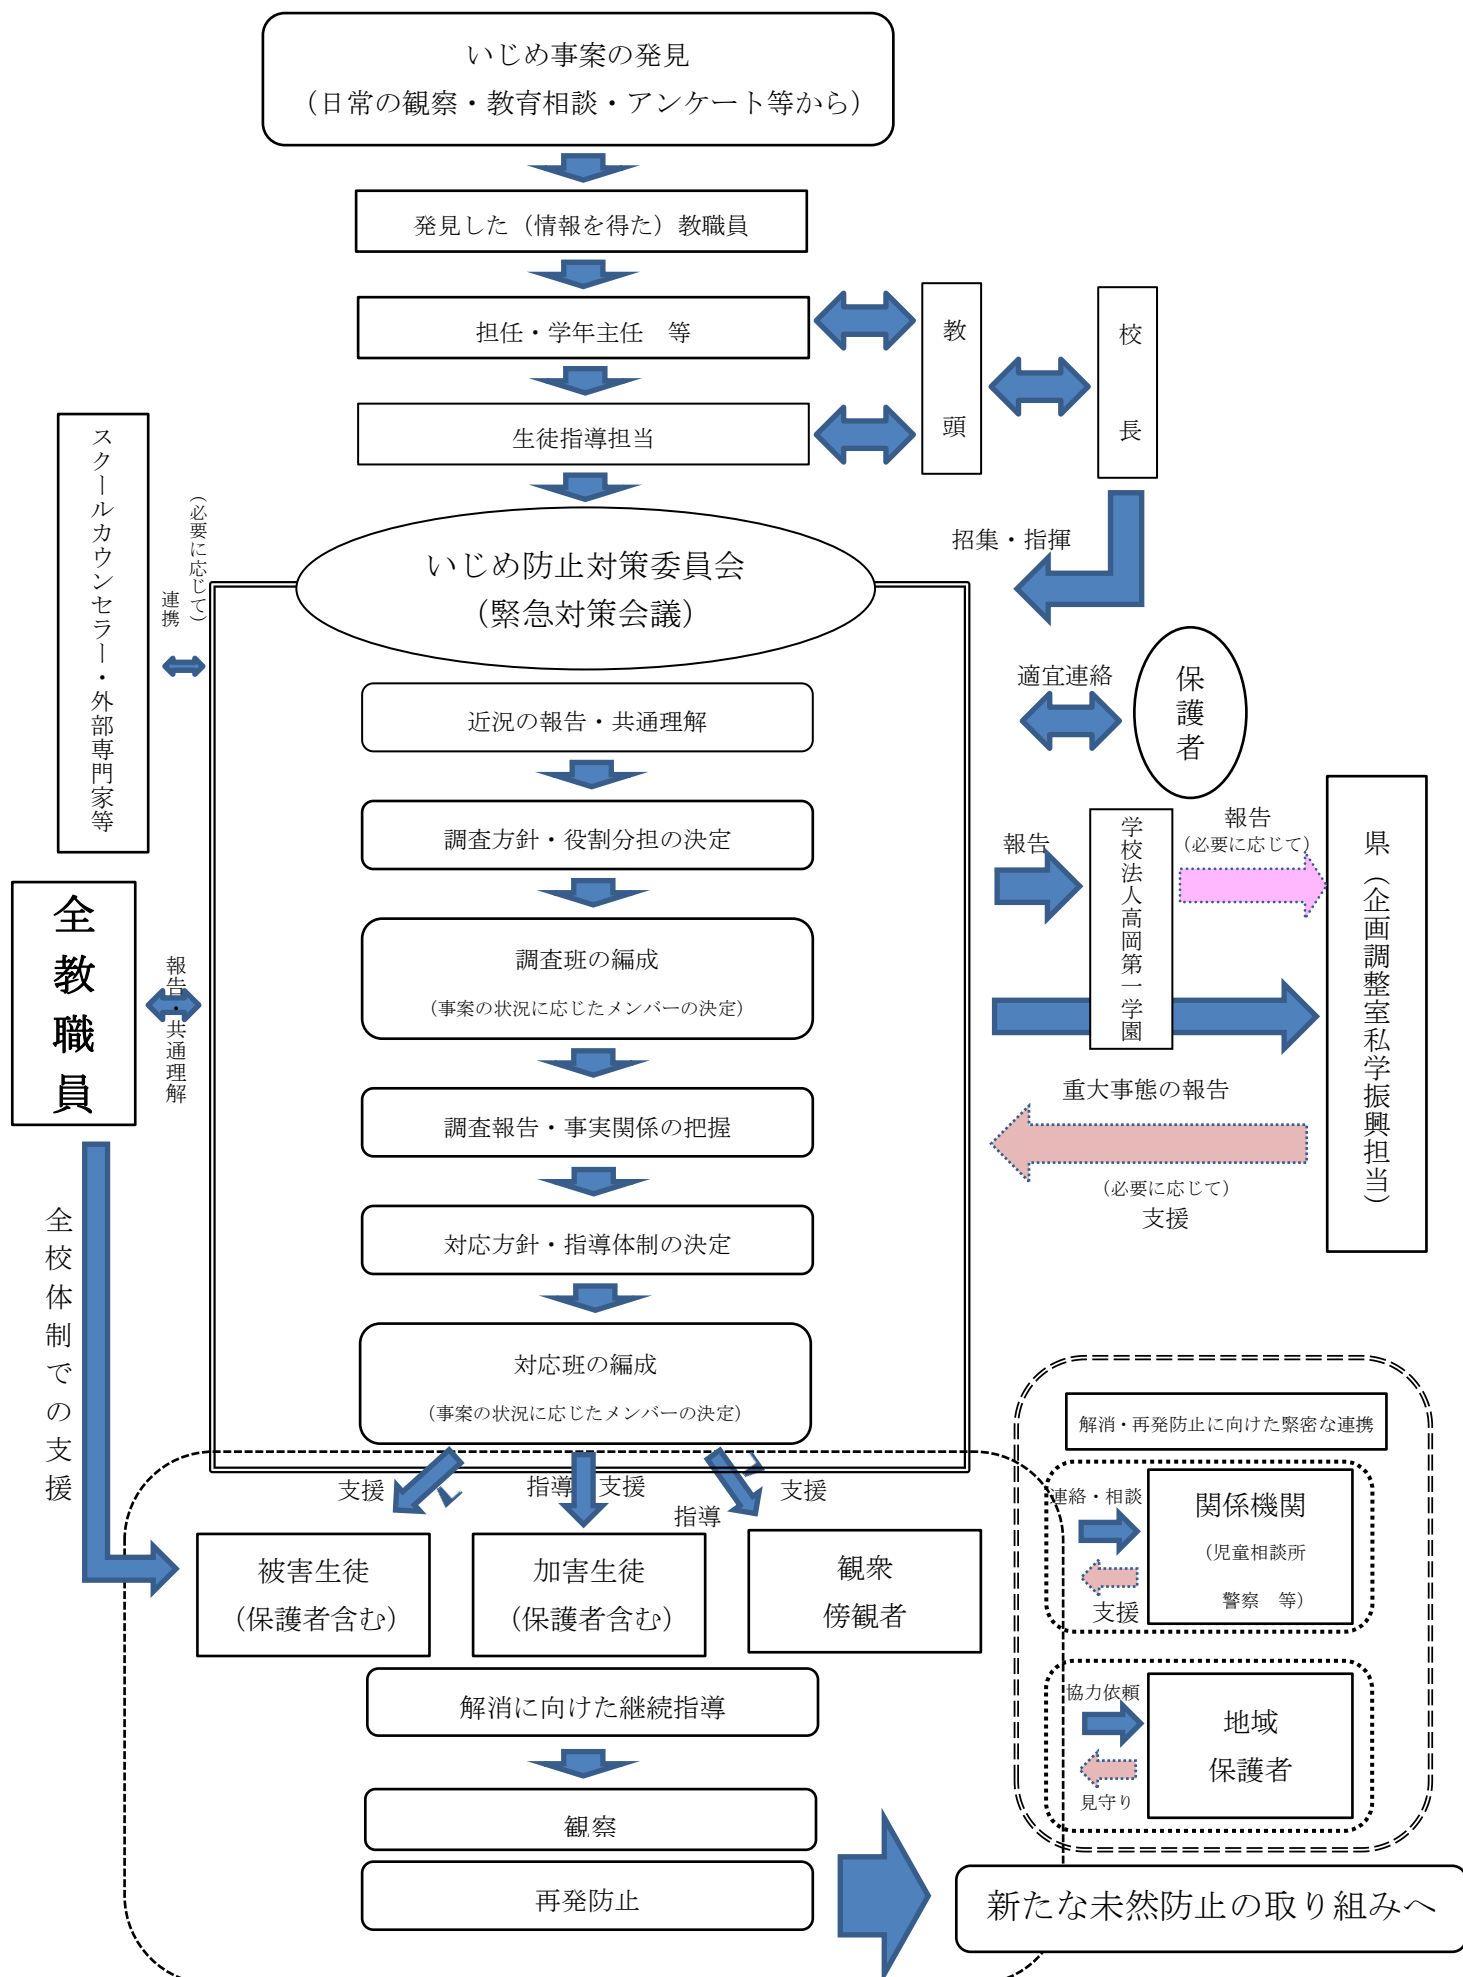 いじめ事案の発見
（日常の観察・教育相談・アンケート等から）
発見した（情報を得た）教職員
担任・学年主任　等
教頭
校長
生徒指導担当
招集・指揮
スクールカウンセラー・外部専門家等
（必要に応じて）
連携
いじめ防止対策委員会
（緊急対策会議）
適宜連絡
保護者
近況の報告・共通理解
調査方針・役割分担の決定
報告
学校法人高岡第一学園
報告
（必要に応じて）
県（企画調整室私学振興担当）
全教職員
報告・共通理解
調査班の編成
（事案の状況に応じたメンバーの決定）
重大事態の報告
調査報告・事実関係の把握
（必要に応じて）
支援
対応方針・指導体制の決定
全校体制での支援
対応班の編成
（事案の状況に応じたメンバーの決定）
支援
指導
支援
指導
支援
被害生徒
（保護者含む）
加害生徒
（保護者含む）
観衆
傍観者
解消・再発防止に向けた緊密な連携
連絡・相談
関係機関
（児童相談所
警察　等）
支援
協力依頼
地域
保護者
見守り
解消に向けた継続指導
観察
再発防止
新たな未然防止の取り組みへ